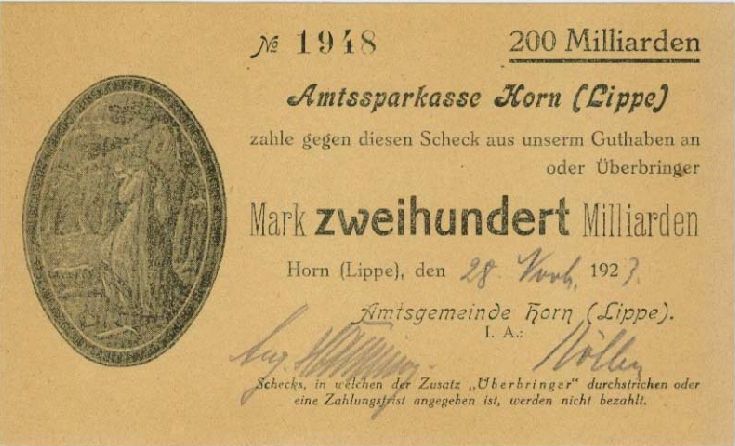 № 1948 200 Milliarden
Amtssparkasse Horn (Lippe)
zahle gegen diesen Scheck aus unserm Guthaben an
oder Überbringer
Mark zweihundert Milliarden
Horn (Lippe), den 28. Novb. 1923.
Amtsgemeinde Horn (Lippe).
I. A.:
Schecks, in welchen der Zusatz „Überbringer“ durchstrichen oder
eine Zahlungsfrist angegeben ist, werden nicht bezahlt.